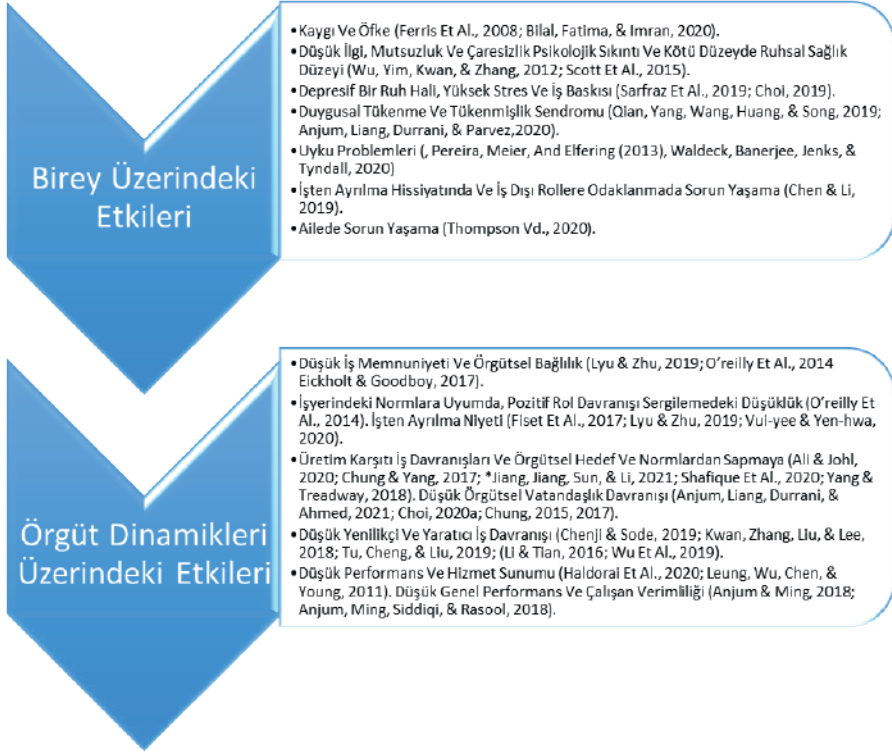 Birey Üzerindeki
Etkileri
•Kaygı Ve Öfke (Ferris Et Al., 2008; Bilal, Fatima, & Imran, 2020).
•Düşük İlgi, Mutsuzluk Ve Çaresizlik Psikolojik Sıkıntı Ve Kötü Düzeyde Ruhsal Sağlık
Düzeyi (Wu, Yim, Kwan, & Zhang, 2012; Scott Et Al., 2015).
•Depresif Bir Ruh Hali, Yüksek Stres Ve İş Baskısı (Sarfraz Et Al., 2019; Choi, 2019).
•Duygusal Tükenme Ve Tükenmişlik Sendromu (Qian, Yang, Wang, Huang, & Song, 2019;
Anjum, Liang, Durrani, & Parvez,2020).
•Uyku Problemleri (, Pereira, Meier, And Elfering (2013), Waldeck, Banerjee, Jenks, &
Tyndall, 2020)
•İşten Ayrılma Hissiyatında Ve İş Dışı Rollere Odaklanmada Sorun Yaşama (Chen & Li,
2019).
•Ailede Sorun Yaşama (Thompson Vd., 2020).
Örgüt Dinamikleri
Üzerindeki Etkileri
•Düşük İş Memnuniyeti Ve Örgütsel Bağlılık (Lyu & Zhu, 2019; O'reilly Et Al., 2014
Eickholt & Goodboy, 2017).
•İşyerindeki Normlara Uyumda, Pozitif Rol Davranışı Sergilemedeki Düşüklük (O'reilly Et
Al., 2014). İşten Ayrılma Niyeti (Fiset Et Al., 2017; Lyu & Zhu, 2019; Vui-yee & Yen-hwa,
2020).
•Üretim Karşıtı İş Davranışları Ve Örgütsel Hedef Ve Normlardan Sapmaya (Ali & Johl,
2020; Chung & Yang, 2017; *Jiang, Jiang, Sun, & Li, 2021; Shafique Et Al., 2020; Yang &
Treadway, 2018). Düşük Örgütsel Vatandaşlık Davranışı (Anjum, Liang, Durrani, &
Ahmed, 2021; Choi, 2020a; Chung, 2015, 2017).
•Düşük Yenilikçi Ve Yaratıcı İş Davranışı (Chenji & Sode, 2019; Kwan, Zhang, Liu, & Lee,
2018; Tu, Cheng, & Liu, 2019; (Li & Tian, 2016; Wu Et Al., 2019).
•Düşük Performans Ve Hizmet Sunumu (Haldorai Et Al., 2020; Leung, Wu, Chen, &
Young, 2011). Düşük Genel Performans Ve Çalışan Verimliliği (Anjum & Ming, 2018;
Anjum, Ming, Siddiqi, & Rasool, 2018).